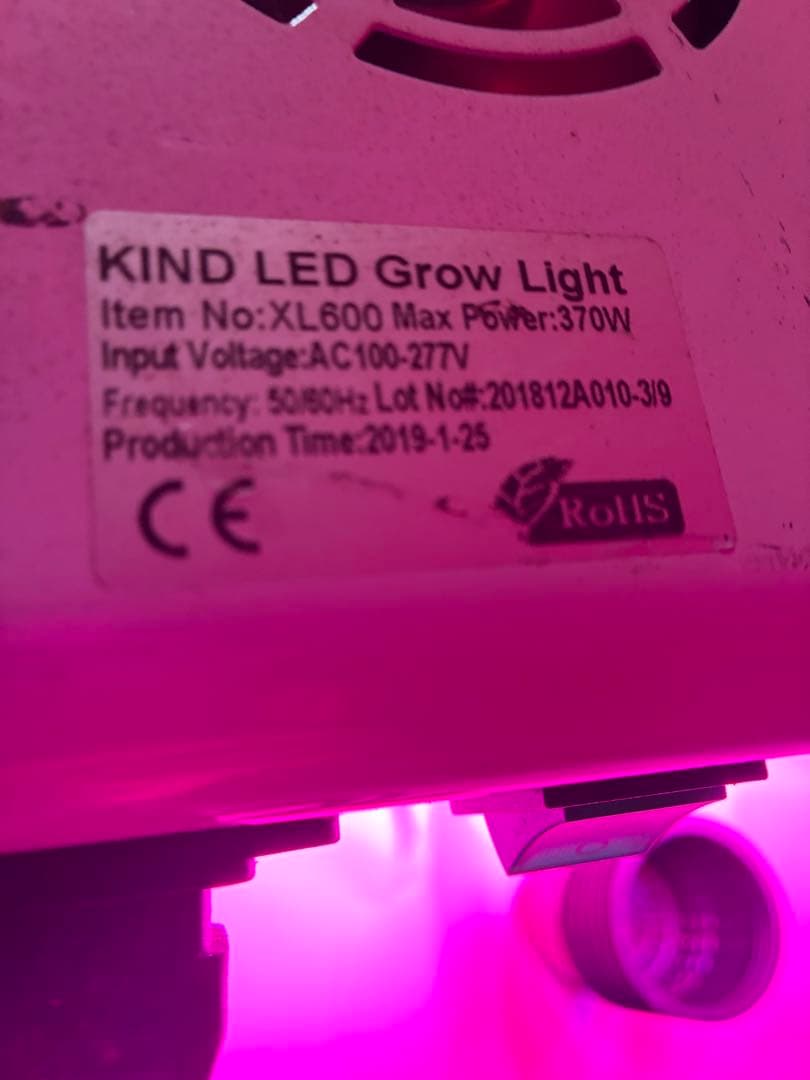 KIND LED Grow Light
Item No:XL600 Max Power:370W
Input Voltage:AC100-277V
Frequency: 50/60Hz Lot No#:201812A010-3/9
Production Time:2019-1-25
CE RoHS